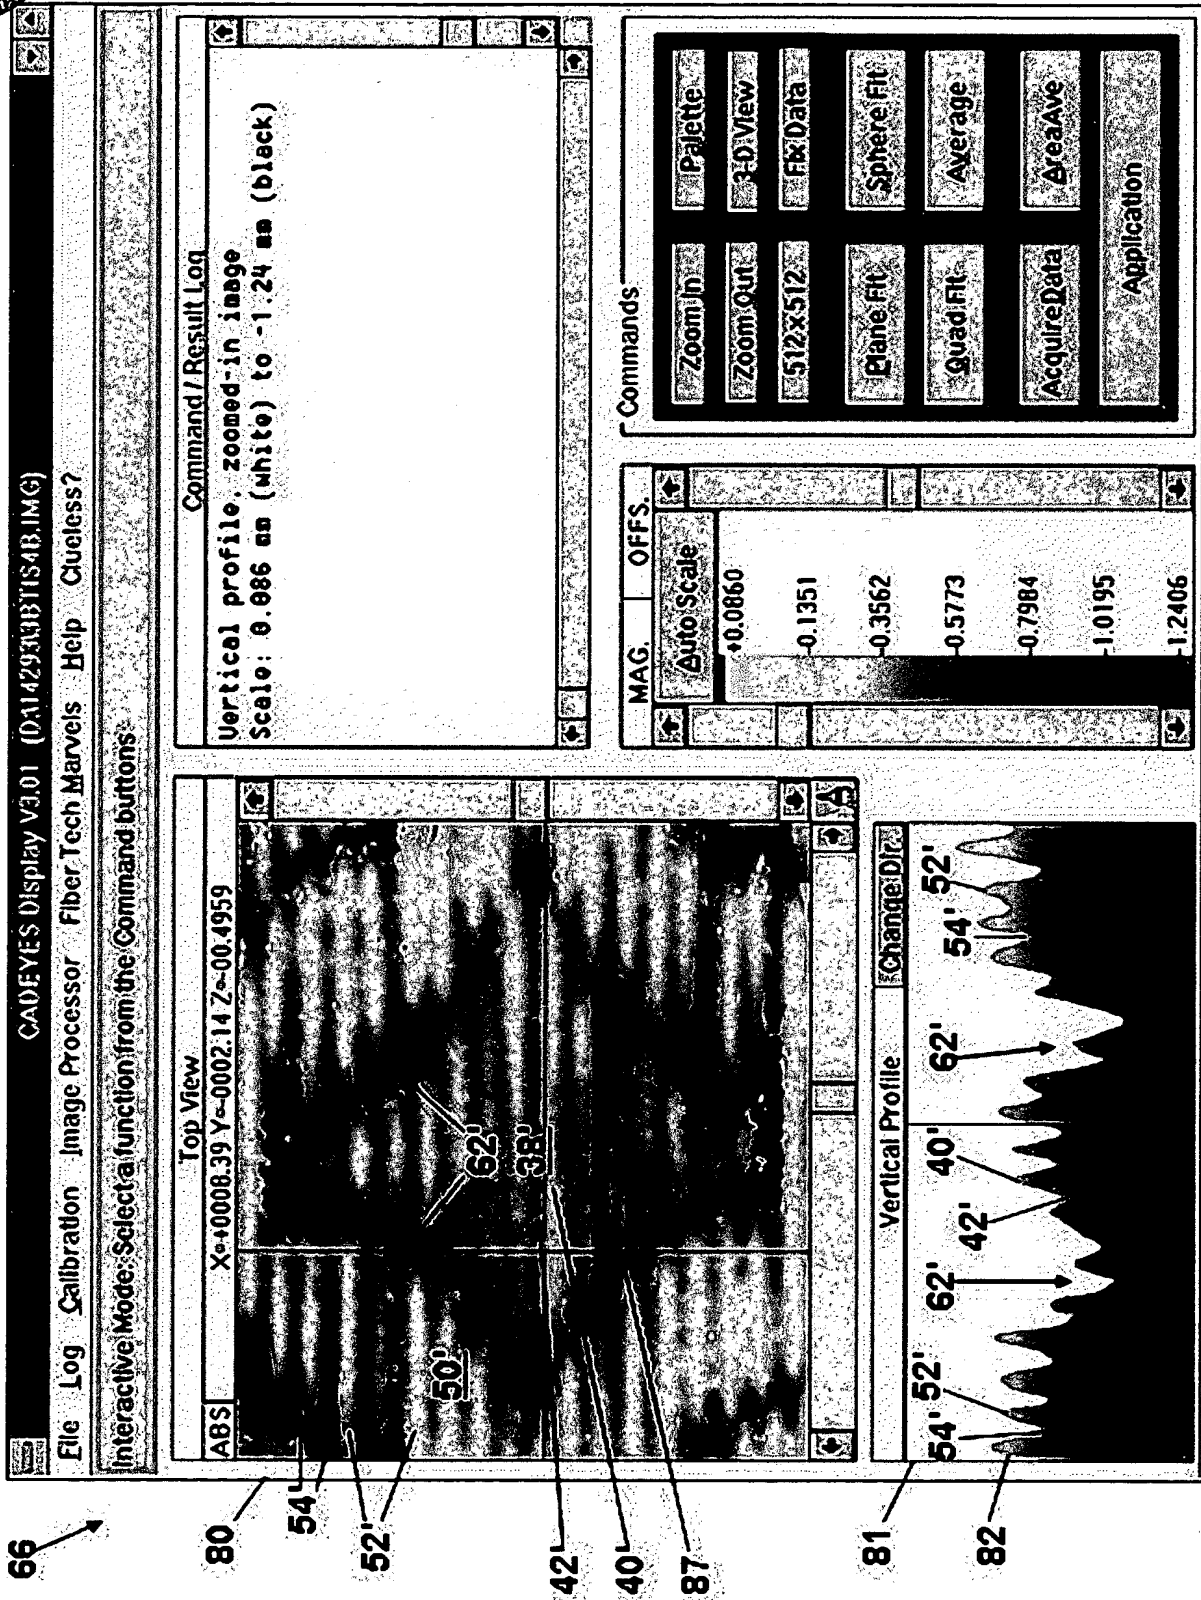 66
CADEYES Display V3.01 (DA14293\3BT1S4B.IMG)
File Log Calibration Image Processor Fiber Tech Marvels Help Clueless?
Interactive Mode: Select a function from the Command buttons
80
Top View
ABS X=+0008.39 Y=-0002.14 Z=-00.4959
54'
52'
50'
62'
38'
42'
40'
87
Command / Result Log
Vertical profile, zoomed-in image
Scale: 0.086 mm (white) to -1.24 mm (black)
81
82
Vertical Profile
Change Dir.
54'
52'
62'
42'
40'
62'
54'
52'
MAG. OFFS.
Auto Scale
+0.0860
-0.1351
-0.3562
-0.5773
-0.7984
-1.0195
-1.2406
Commands
Zoom In Palette
Zoom Out 3-D View
512x512 Fix Data
Plane Fit Sphere Fit
Quad Fit Average
AcquireData AreaAve
Application